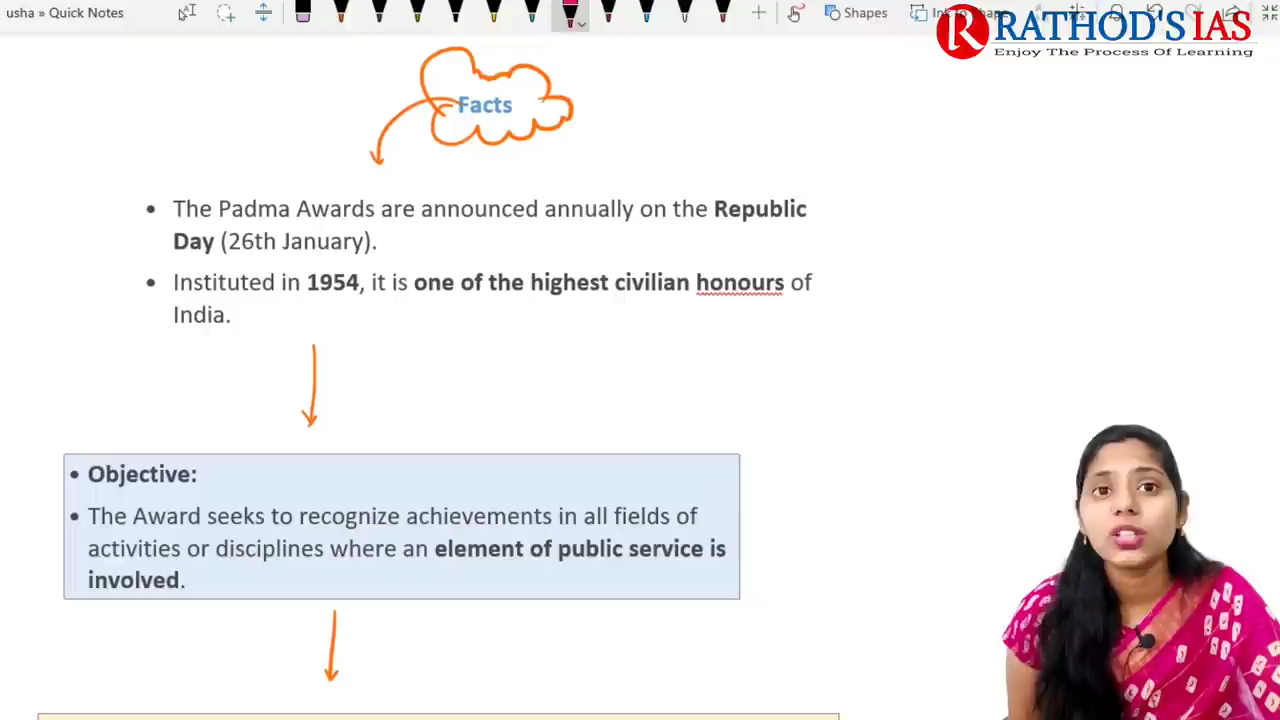 usha » Quick Notes
Shapes
RATHOD'S IAS
Enjoy The Process Of Learning
Facts
• The Padma Awards are announced annually on the Republic
Day (26th January).
• Instituted in 1954, it is one of the highest civilian honours of
India.
• Objective:
• The Award seeks to recognize achievements in all fields of
activities or disciplines where an element of public service is
involved.